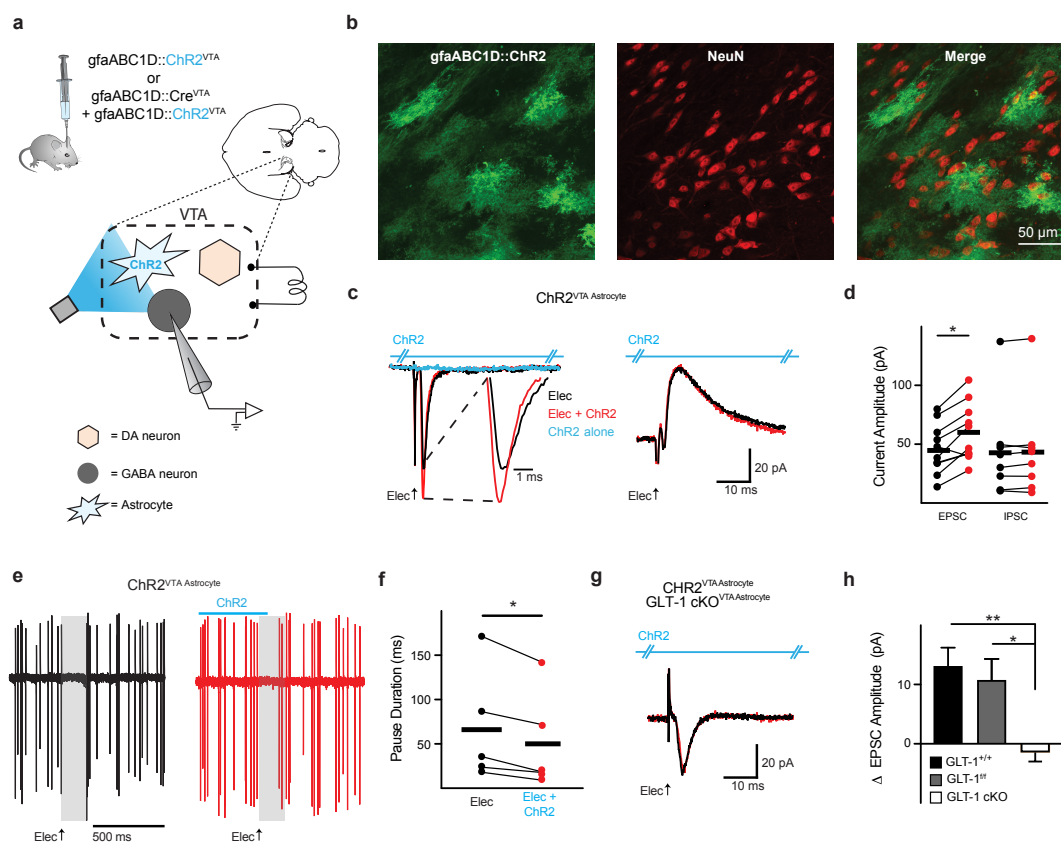 a
gfaABC1D::ChR2VTA
or
gfaABC1D::CreVTA
+ gfaABC1D::ChR2VTA
VTA
ChR2
= DA neuron
= GABA neuron
= Astrocyte
b
gfaABC1D::ChR2
NeuN
Merge
50 µm
c
ChR2VTA Astrocyte
ChR2
ChR2
Elec
Elec + ChR2
ChR2 alone
1 ms
Elec↑
Elec↑
20 pA
10 ms
d
*
Current Amplitude (pA)
100
50
EPSC
IPSC
e
ChR2VTA Astrocyte
ChR2
Elec↑
500 ms
Elec↑
f
*
Pause Duration (ms)
150
100
50
Elec
Elec +
ChR2
g
CHR2VTA Astrocyte
GLT-1 cKOVTA Astrocyte
ChR2
Elec↑
20 pA
10 ms
h
**
*
Δ EPSC Amplitude (pA)
10
0
GLT-1+/+
GLT-1f/f
GLT-1 cKO